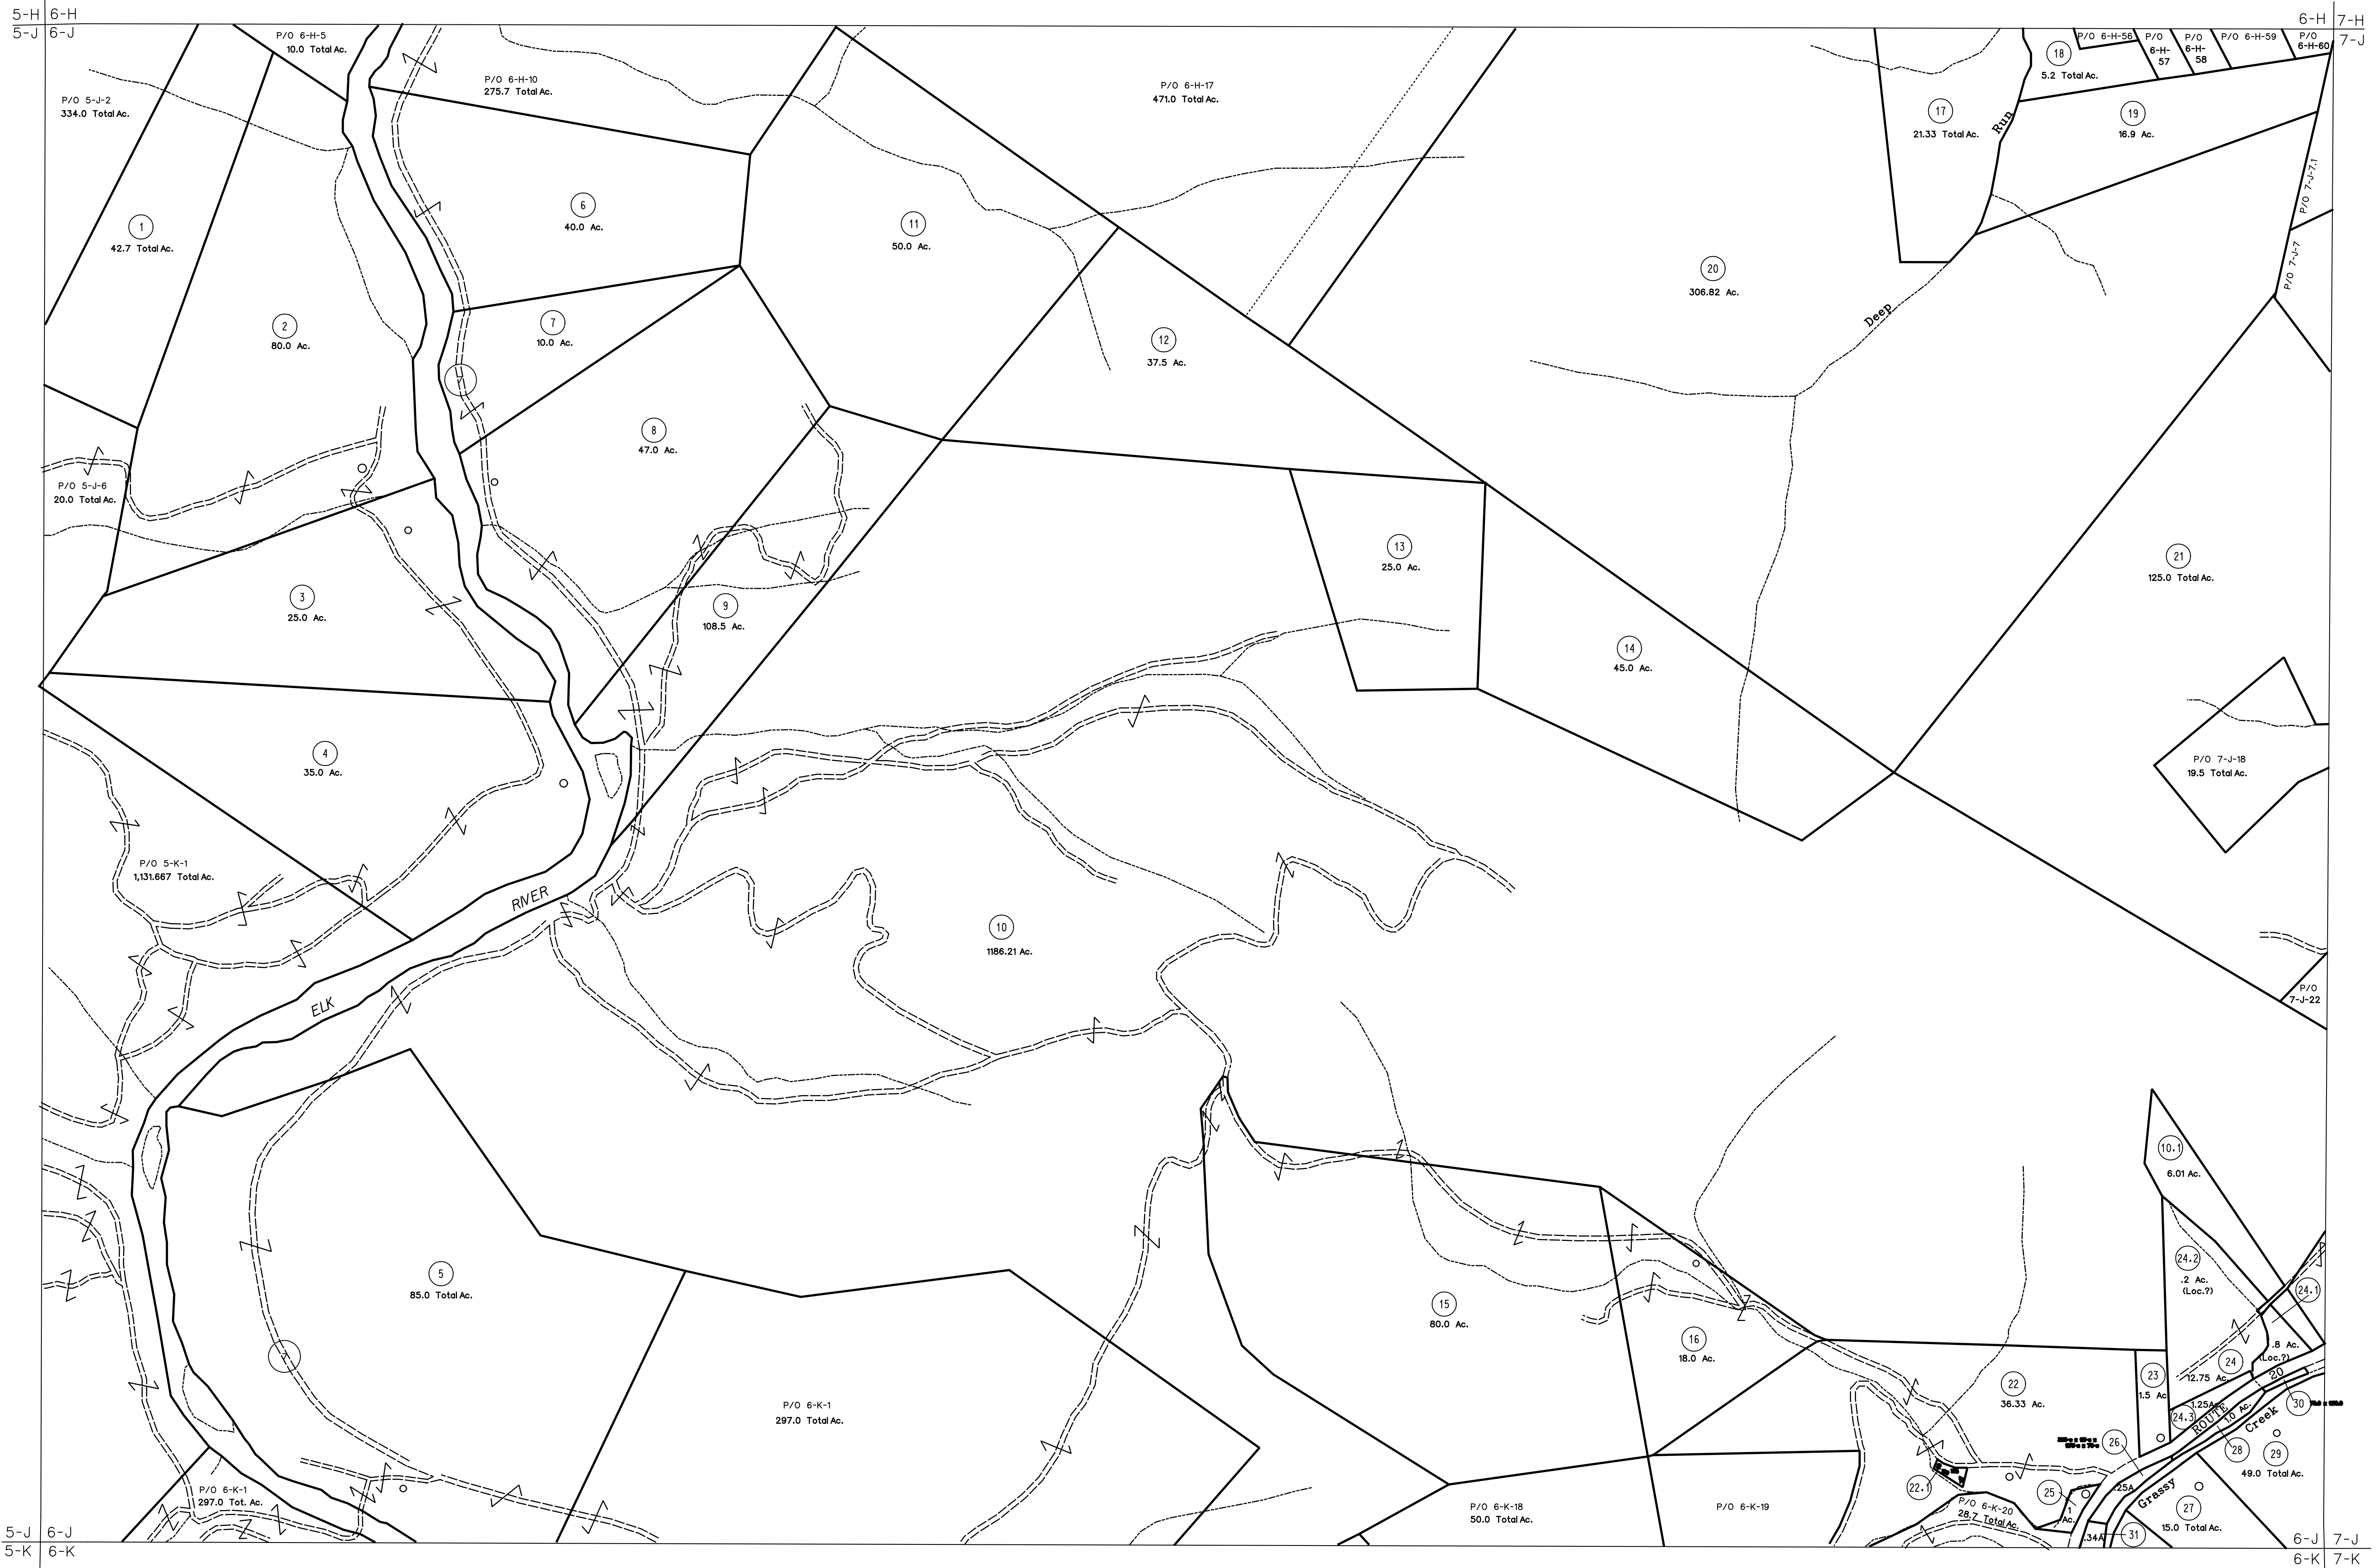 5-H 6-H
5-J 6-J
6-H 7-H
7-J
P/O 6-H-5
10.0 Total Ac.
P/O 5-J-2
334.0 Total Ac.
P/O 6-H-10
275.7 Total Ac.
P/O 6-H-17
471.0 Total Ac.
18
5.2 Total Ac.
P/O 6-H-56
P/O
6-H-
57
P/O
6-H-
58
P/O 6-H-59
P/O
6-H-60
17
21.33 Total Ac.
Run
19
16.9 Ac.
P/O 7-J-7.1
P/O 7-J-7
1
42.7 Total Ac.
6
40.0 Ac.
11
50.0 Ac.
20
306.82 Ac.
Deep
2
80.0 Ac.
7
10.0 Ac.
12
37.5 Ac.
8
47.0 Ac.
P/O 5-J-6
20.0 Total Ac.
13
25.0 Ac.
21
125.0 Total Ac.
3
25.0 Ac.
9
108.5 Ac.
14
45.0 Ac.
4
35.0 Ac.
P/O 7-J-18
19.5 Total Ac.
P/O 5-K-1
1,131.667 Total Ac.
RIVER
ELK
10
1186.21 Ac.
P/O
7-J-22
10.1
6.01 Ac.
24.2
.2 Ac.
(Loc.?)
24.1
.8 Ac.
(Loc.?)
5
85.0 Total Ac.
15
80.0 Ac.
16
18.0 Ac.
22
36.33 Ac.
23
1.5 Ac
24
12.75 Ac.
20
24.3
1.25A
ROUTE
1.0 Ac.
Creek
30
P/O 6-K-1
297.0 Total Ac.
26
28
29
49.0 Total Ac.
P/O 6-K-1
297.0 Tot. Ac.
22.1
P/O 6-K-18
50.0 Total Ac.
P/O 6-K-19
P/O 6-K-20
28.7 Total Ac.
25
.1
Ac.
.25A
Grassy
27
15.0 Total Ac.
.34A
31
5-J 6-J
5-K 6-K
6-J 7-J
6-K 7-K